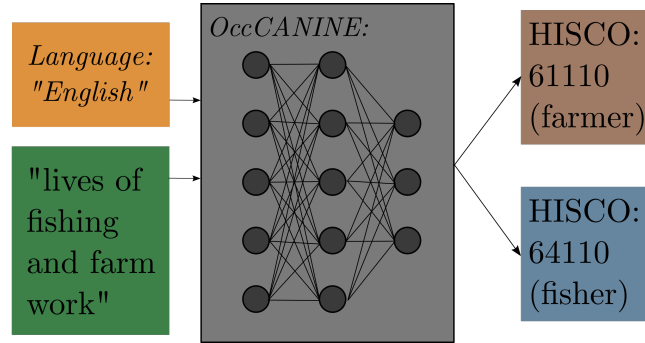 Language:
"English"
"lives of
fishing
and farm
work"
OccCANINE:
HISCO:
61110
(farmer)
HISCO:
64110
(fisher)